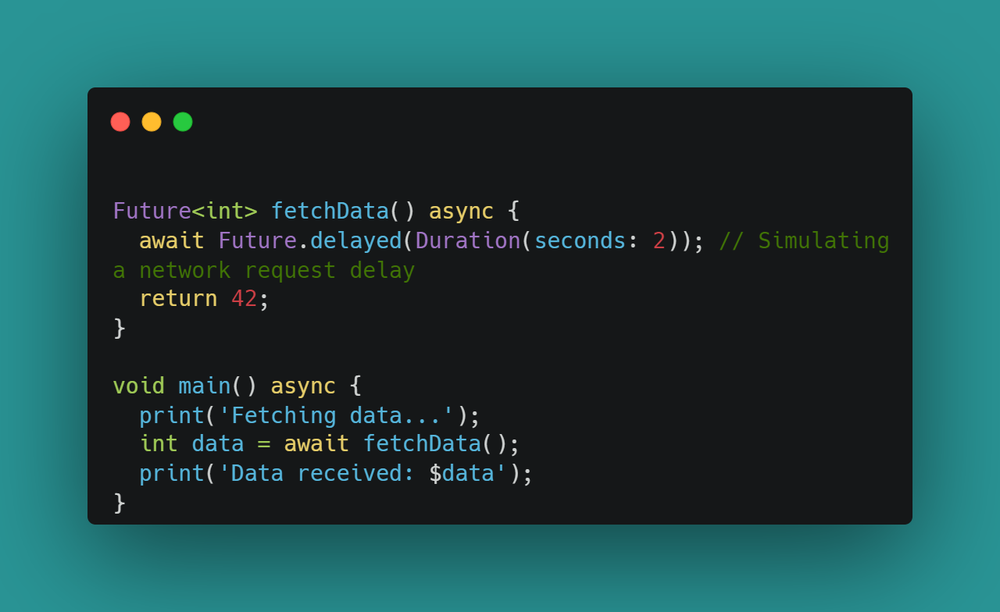 Future<int> fetchData() async {
  await Future.delayed(Duration(seconds: 2)); // Simulating
a network request delay
  return 42;
}

void main() async {
  print('Fetching data...');
  int data = await fetchData();
  print('Data received: $data');
}